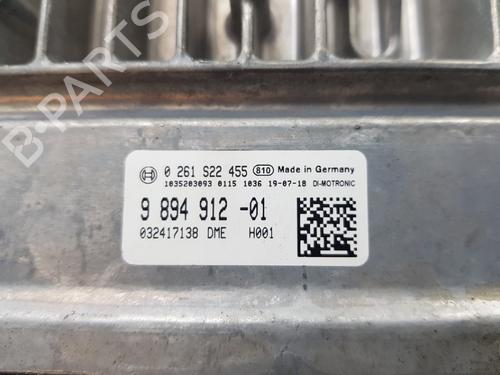 0 261 S22 455 810 Made in Germany
1035203093 0115 1036 19-07-18 DI-MOTRONIC
9 894 912 -01
032417138 DME H001
B-PARTS